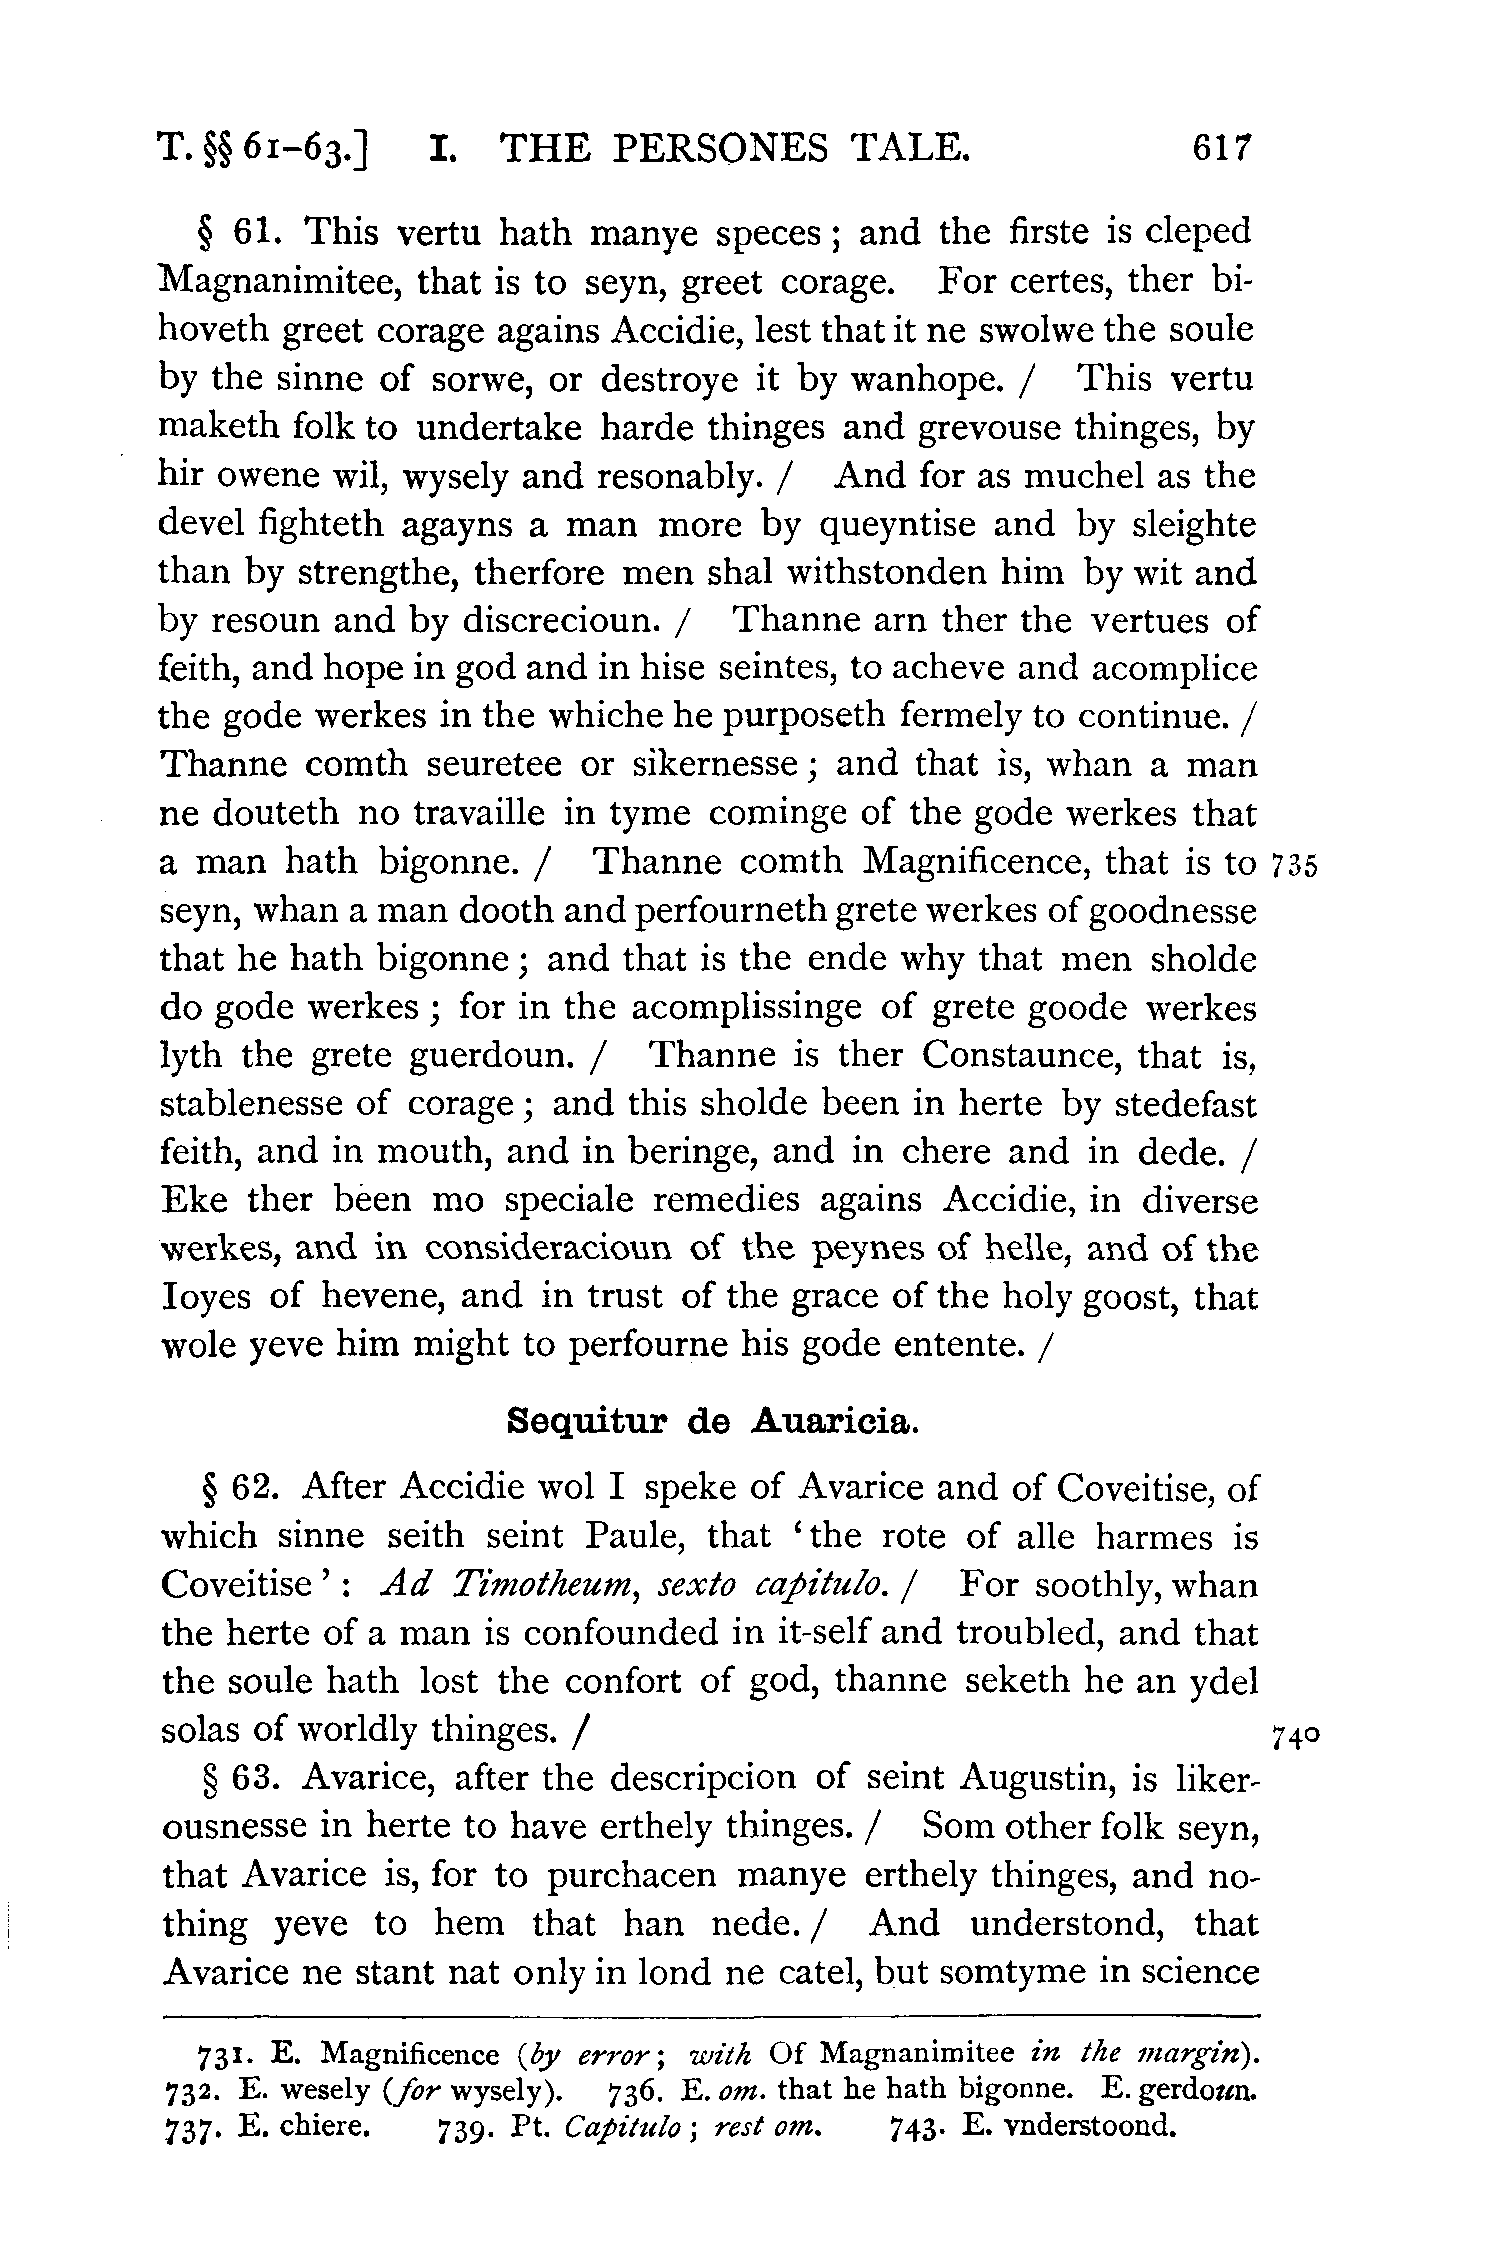 T. §§ 61-63.] I. THE PERSONES TALE. 617
§ 61. This vertu hath manye speces ; and the firste is cleped
Magnanimitee, that is to seyn, greet corage. For certes, ther bi-
hoveth greet corage agains Accidie, lest that it ne swolwe the soule
by the sinne of sorwe, or destroye it by wanhope. / This vertu
maketh folk to undertake harde thinges and grevouse thinges, by
hir owene wil, wysely and resonably. / And for as muchel as the
devel fighteth agayns a man more by queyntise and by sleighte
than by strengthe, therfore men shal withstonden him by wit and
by resoun and by discrecioun. / Thanne arn ther the vertues of
feith, and hope in god and in hise seintes, to acheve and acomplice
the gode werkes in the whiche he purposeth fermely to continue. /
Thanne comth seuretee or sikernesse ; and that is, whan a man
ne douteth no travaille in tyme cominge of the gode werkes that
a man hath bigonne. / Thanne comth Magnificence, that is to 735
seyn, whan a man dooth and perfourneth grete werkes of goodnesse
that he hath bigonne ; and that is the ende why that men sholde
do gode werkes ; for in the acomplissinge of grete goode werkes
lyth the grete guerdoun. / Thanne is ther Constaunce, that is,
stablenesse of corage ; and this sholde been in herte by stedefast
feith, and in mouth, and in beringe, and in chere and in dede. /
Eke ther been mo speciale remedies agains Accidie, in diverse
werkes, and in consideracioun of the peynes of helle, and of the
Ioyes of hevene, and in trust of the grace of the holy goost, that
wole yeve him might to perfourne his gode entente. /
Sequitur de Auaricia.
§ 62. After Accidie wol I speke of Avarice and of Coveitise, of
which sinne seith seint Paule, that ‘the rote of alle harmes is
Coveitise’ : Ad Timotheum, sexto capitulo. / For soothly, whan
the herte of a man is confounded in it-self and troubled, and that
the soule hath lost the confort of god, thanne seketh he an ydel
solas of worldly thinges. / 740
§ 63. Avarice, after the descripcion of seint Augustin, is liker-
ousnesse in herte to have erthely thinges. / Som other folk seyn,
that Avarice is, for to purchacen manye erthely thinges, and no-
thing yeve to hem that han nede. / And understond, that
Avarice ne stant nat only in lond ne catel, but somtyme in science
731. E. Magnificence (by error; with Of Magnanimitee in the margin).
732. E. wesely (for wysely). 736. E. om. that he hath bigonne. E. gerdoun.
737. E. chiere. 739. Pt. Capitulo ; rest om. 743. E. vnderstoond.